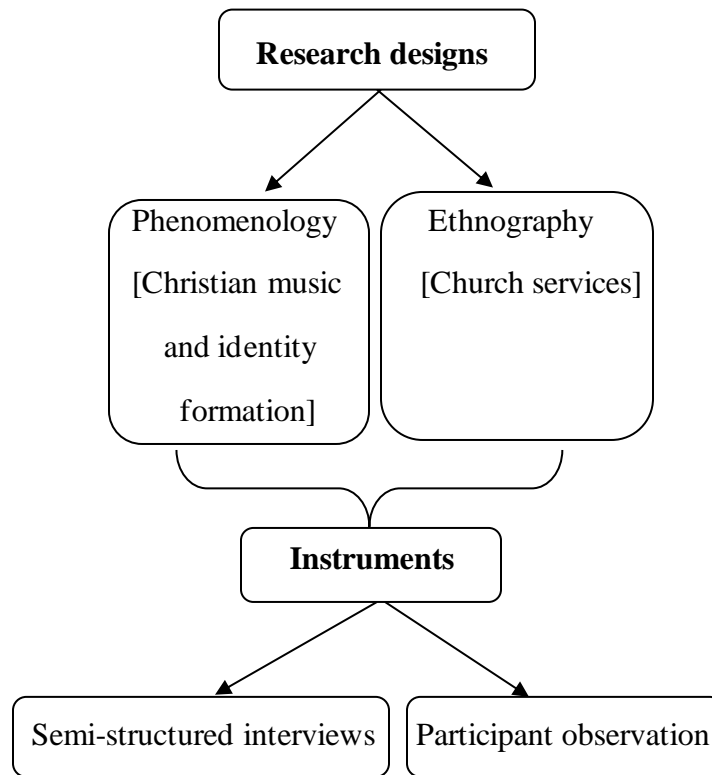 Research designs
Phenomenology
[Christian music
and identity
formation]
Ethnography
[Church services]
Instruments
Semi-structured interviews
Participant observation